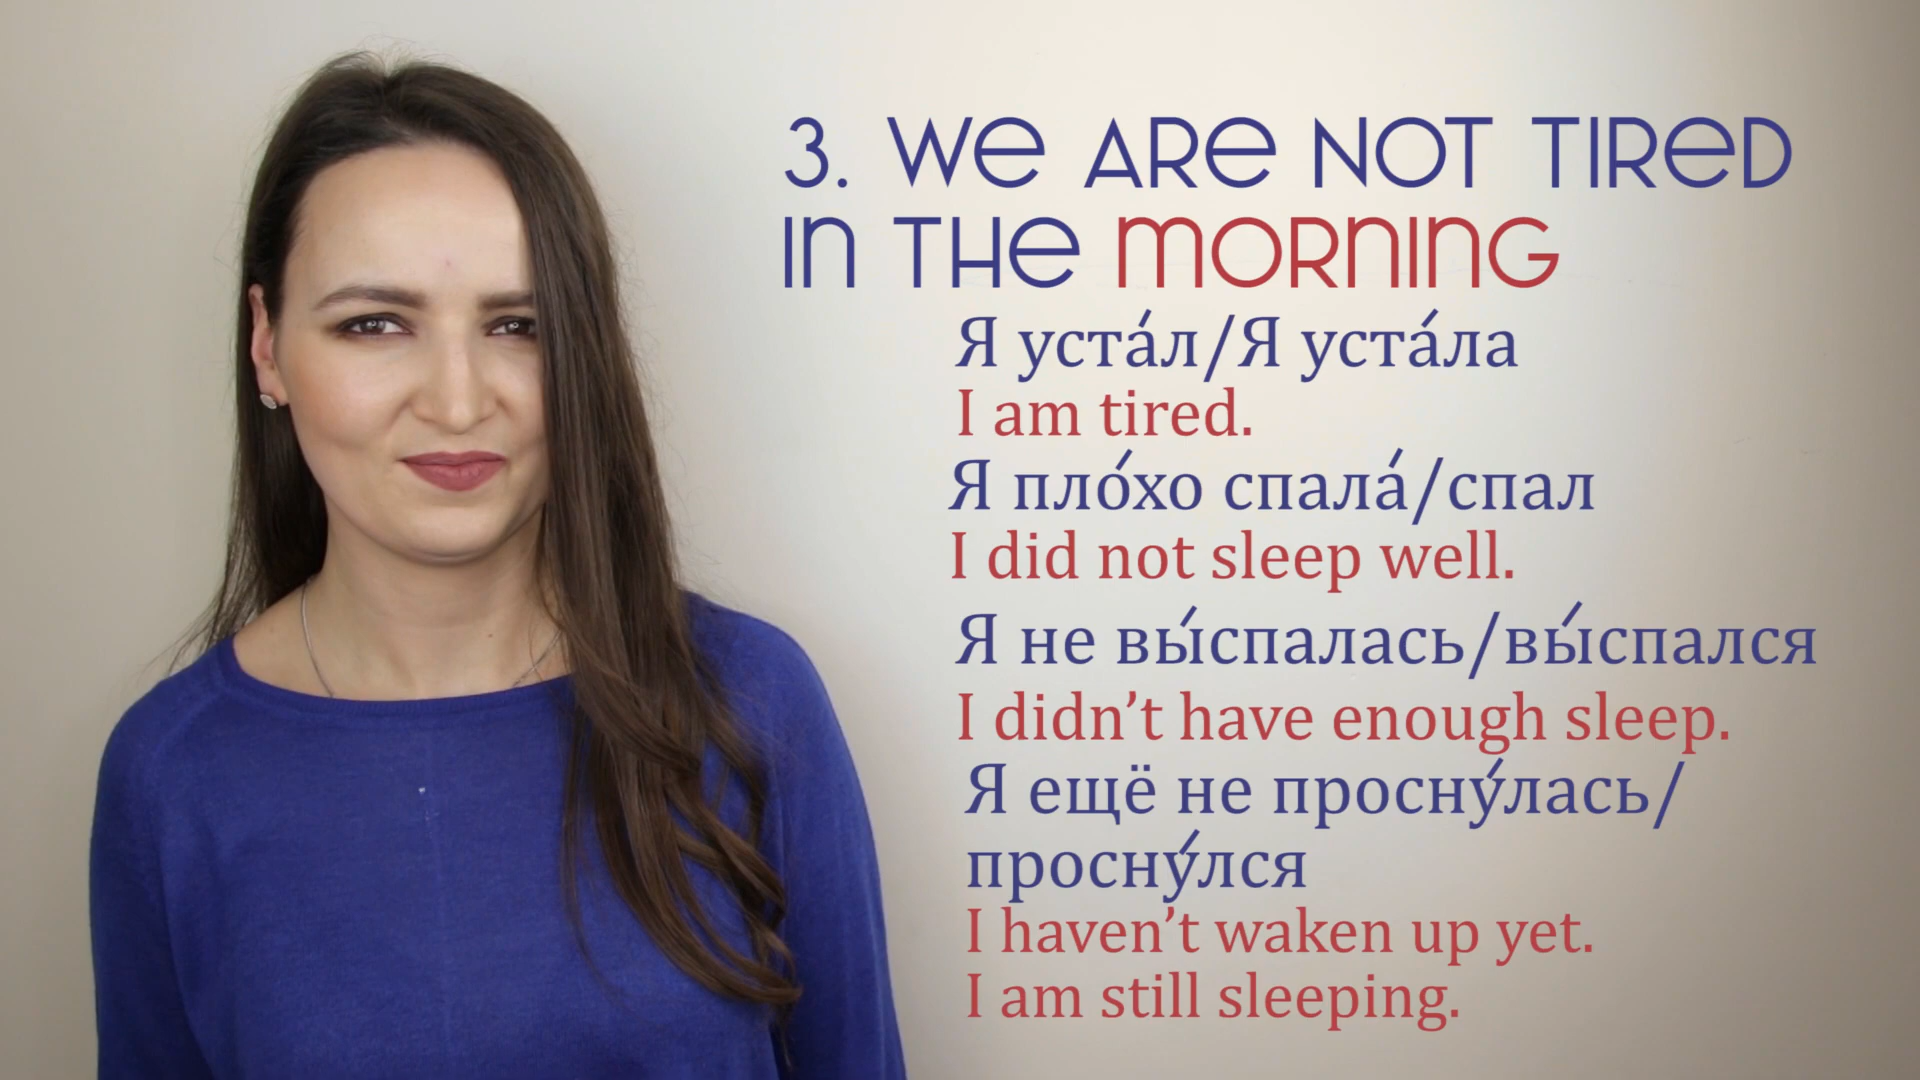 3. WE ARE NOT TIRED
IN THE MORNING
Я уста́л/Я уста́ла
I am tired.
Я пло́хо спала́/спал
I did not sleep well.
Я не вы́спалась/вы́спался
I didn’t have enough sleep.
Я ещё не просну́лась/
просну́лся
I haven’t waken up yet.
I am still sleeping.